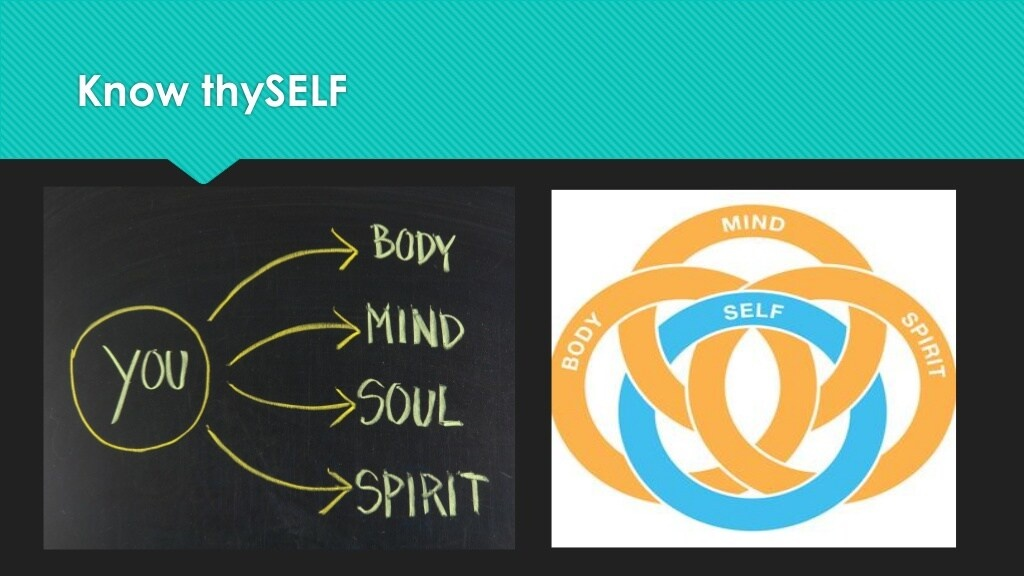 Know thySELF
YOU
BODY
MIND
SOUL
SPIRIT
MIND
SELF
BODY
SPIRIT